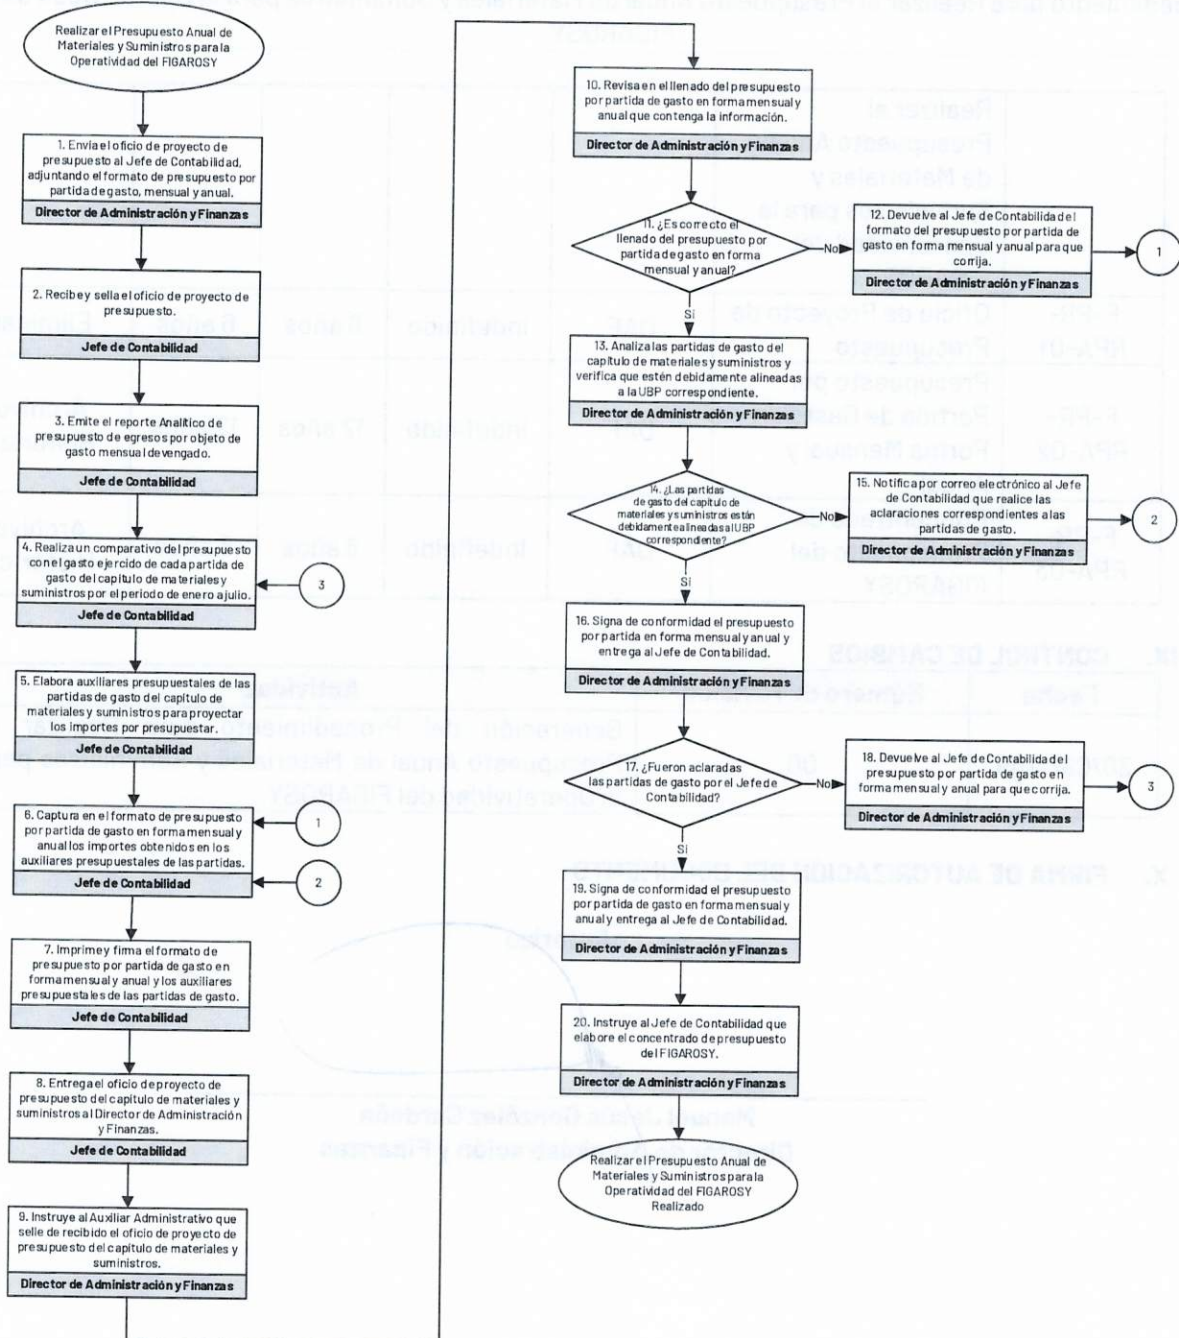 Realizar el Presupuesto Anual de
Materiales y Suministros para la
Operatividad del FIGAROSY
1. Envía el oficio de proyecto de
presupuesto al Jefe de Contabilidad,
adjuntando el formato de presupuesto por
partida de gasto, mensual y anual.
Director de Administración y Finanzas
2. Recibe y sella el oficio de proyecto de
presupuesto.
Jefe de Contabilidad
3. Emite el reporte Analítico de
presupuesto de egresos por objeto de
gasto mensual devengado.
Jefe de Contabilidad
4. Realiza un comparativo del presupuesto
con el gasto ejercido de cada partida de
gasto del capítulo de materiales y
suministros por el periodo de enero a julio.
Jefe de Contabilidad
3
5. Elabora auxiliares presupuestales de las
partidas de gasto del capítulo de
materiales y suministros para proyectar
los importes por presupuestar.
Jefe de Contabilidad
6. Captura en el formato de presupuesto
por partida de gasto en forma mensual y
anual los importes obtenidos en los
auxiliares presupuestales de las partidas.
Jefe de Contabilidad
1
2
7. Imprime y firma el formato de
presupuesto por partida de gasto en
forma mensual y anual y los auxiliares
presupuestales de las partidas de gasto.
Jefe de Contabilidad
8. Entrega el oficio de proyecto de
presupuesto del capítulo de materiales y
suministros al Director de Administración
y Finanzas.
Jefe de Contabilidad
9. Instruye al Auxiliar Administrativo que
selle de recibido el oficio de proyecto de
presupuesto del capítulo de materiales y
suministros.
Director de Administración y Finanzas
10. Revisa en el llenado del presupuesto
por partida de gasto en forma mensual y
anual que contenga la información.
Director de Administración y Finanzas
11. ¿Es correcto el
llenado del presupuesto por
partida de gasto en forma
mensual y anual?
No
12. Devuelve al Jefe de Contabilidad el
formato del presupuesto por partida de
gasto en forma mensual y anual para que
corrija.
Director de Administración y Finanzas
1
Sí
13. Analiza las partidas de gasto del
capítulo de materiales y suministros y
verifica que estén debidamente alineadas
a la UBP correspondiente.
Director de Administración y Finanzas
14. ¿Las partidas
de gasto del capítulo de
materiales y suministros están
debidamente alineadas al UBP
correspondiente?
No
15. Notifica por correo electrónico al Jefe
de Contabilidad que realice las
aclaraciones correspondientes a las
partidas de gasto.
Director de Administración y Finanzas
2
Sí
16. Signa de conformidad el presupuesto
por partida en forma mensual y anual y
entrega al Jefe de Contabilidad.
Director de Administración y Finanzas
17. ¿Fueron aclaradas
las partidas de gasto por el Jefe de
Contabilidad?
No
18. Devuelve al Jefe de Contabilidad el
presupuesto por partida de gasto en
forma mensual y anual para que corrija.
Director de Administración y Finanzas
3
Sí
19. Signa de conformidad el presupuesto
por partida de gasto en forma mensual y
anual y entrega al Jefe de Contabilidad.
Director de Administración y Finanzas
20. Instruye al Jefe de Contabilidad que
elabore el concentrado de presupuesto
del FIGAROSY.
Director de Administración y Finanzas
Realizar el Presupuesto Anual de
Materiales y Suministros para la
Operatividad del FIGAROSY
Realizado